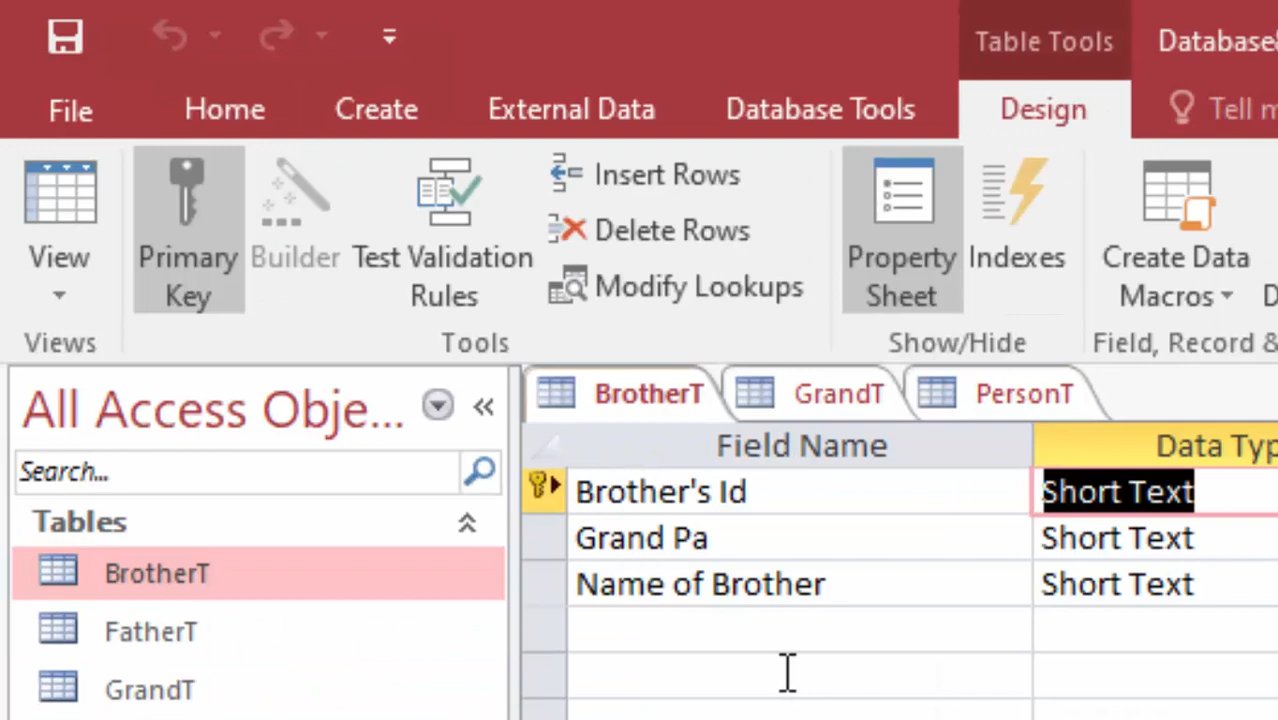 Table Tools Database
File Home Create External Data Database Tools Design Tell m
View
Primary Key
Builder
Test Validation Rules
Insert Rows
Delete Rows
Modify Lookups
Property Sheet
Indexes
Create Data Macros
Views Tools Show/Hide Field, Record &
All Access Obje...
Search...
Tables
BrotherT
FatherT
GrandT
BrotherT GrandT PersonT
Field Name Data Typ
Brother's Id Short Text
Grand Pa Short Text
Name of Brother Short Text